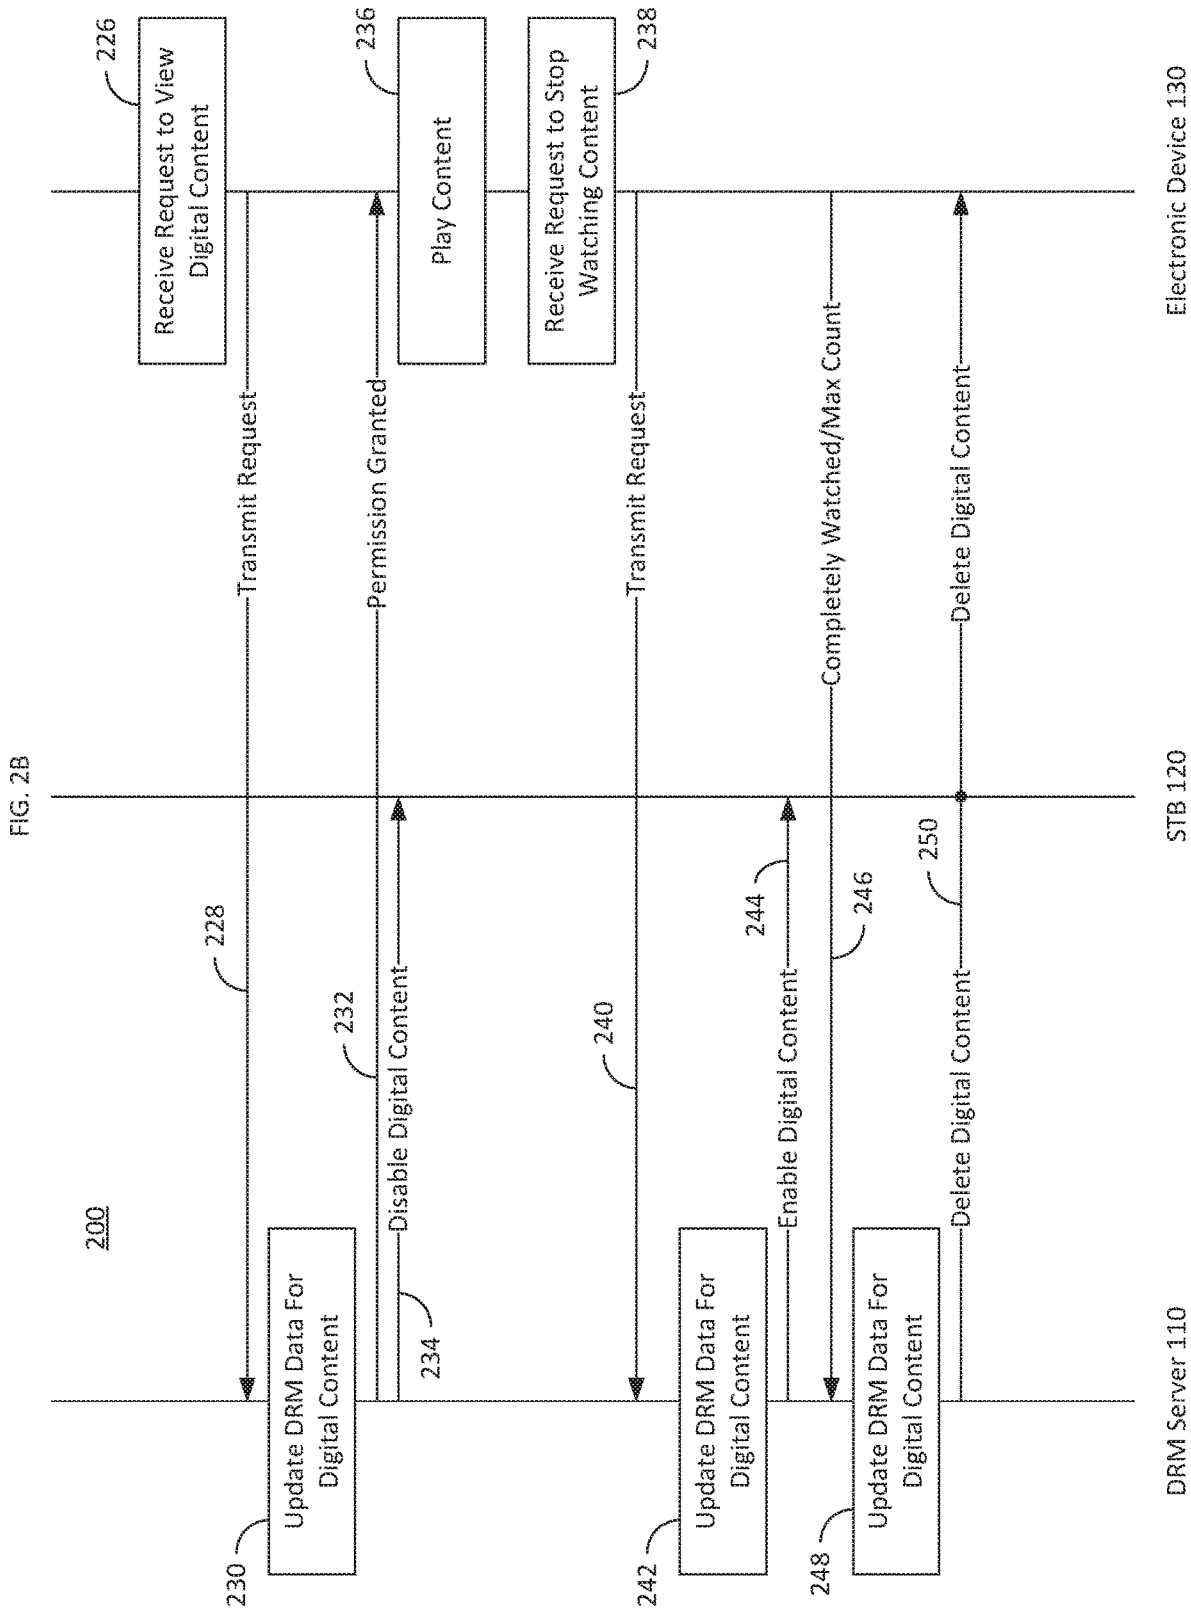 FIG. 2B
200
226
Receive Request to View
Digital Content
Transmit Request
228
230
Update DRM Data For
Digital Content
232
Permission Granted
Disable Digital Content
234
236
Play Content
238
Receive Request to Stop
Watching Content
Transmit Request
240
242
Update DRM Data For
Digital Content
244
Enable Digital Content
Completely Watched/Max Count
246
248
Update DRM Data For
Digital Content
250
Delete Digital Content
Delete Digital Content
DRM Server 110
STB 120
Electronic Device 130